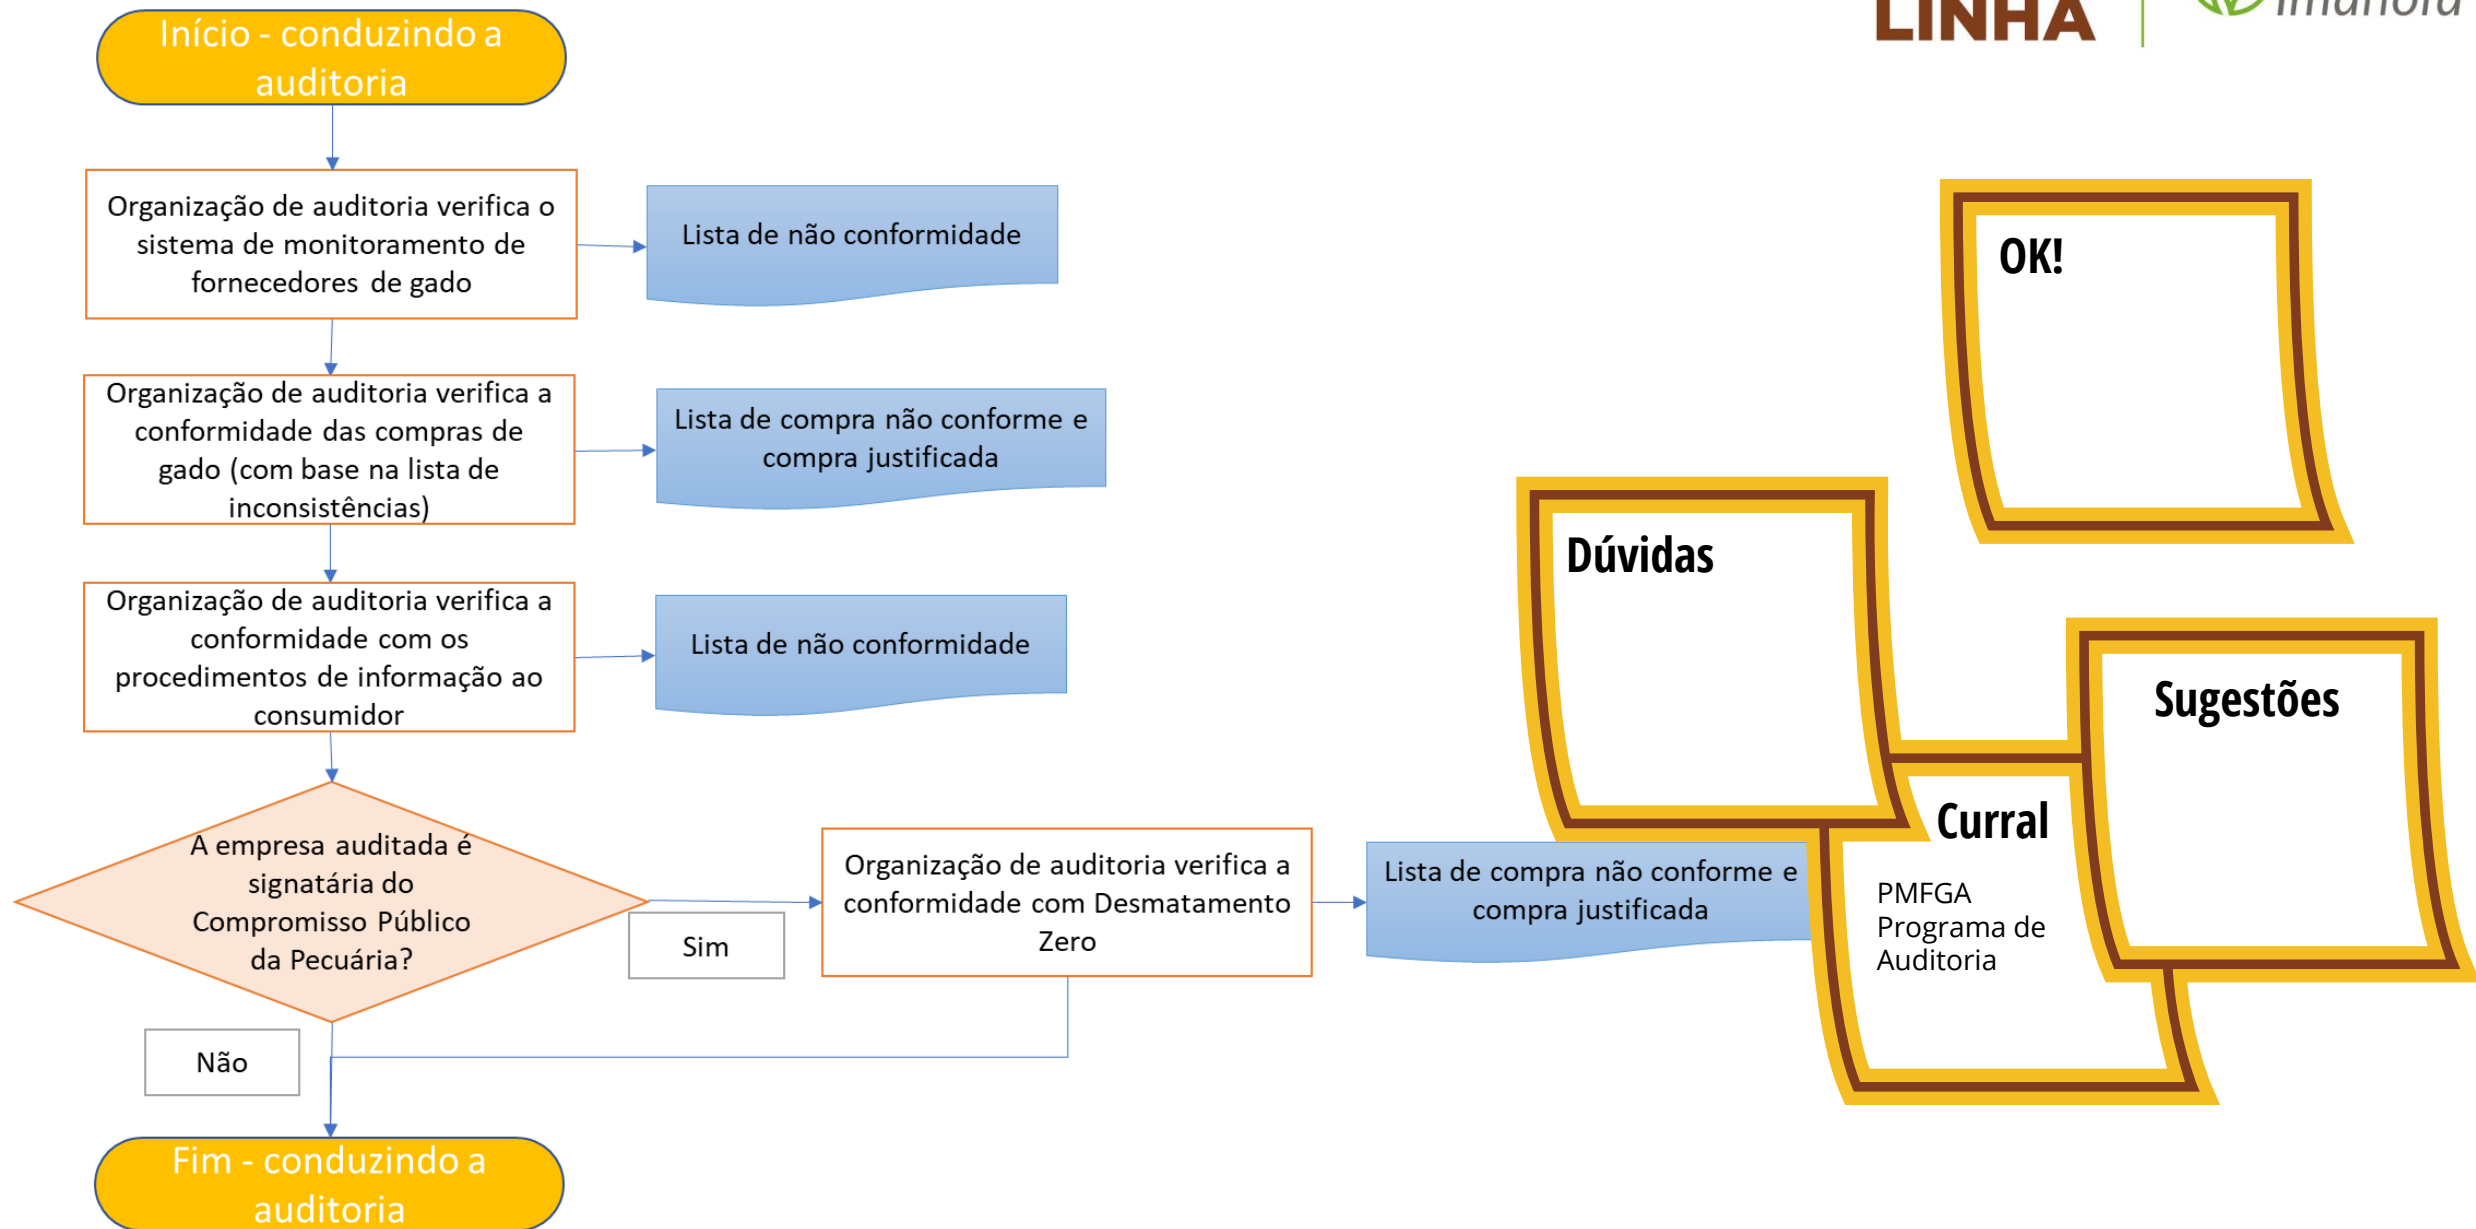 LINHA
imaflora
Início - conduzindo a
auditoria
Organização de auditoria verifica o
sistema de monitoramento de
fornecedores de gado
Lista de não conformidade
Organização de auditoria verifica a
conformidade das compras de
gado (com base na lista de
inconsistências)
Lista de compra não conforme e
compra justificada
Organização de auditoria verifica a
conformidade com os
procedimentos de informação ao
consumidor
Lista de não conformidade
A empresa auditada é
signatária do
Compromisso Público
da Pecuária?
Sim
Organização de auditoria verifica a
conformidade com Desmatamento
Zero
Lista de compra não conforme e
compra justificada
Não
Fim - conduzindo a
auditoria
OK!
Dúvidas
Sugestões
Curral
PMFGA
Programa de
Auditoria